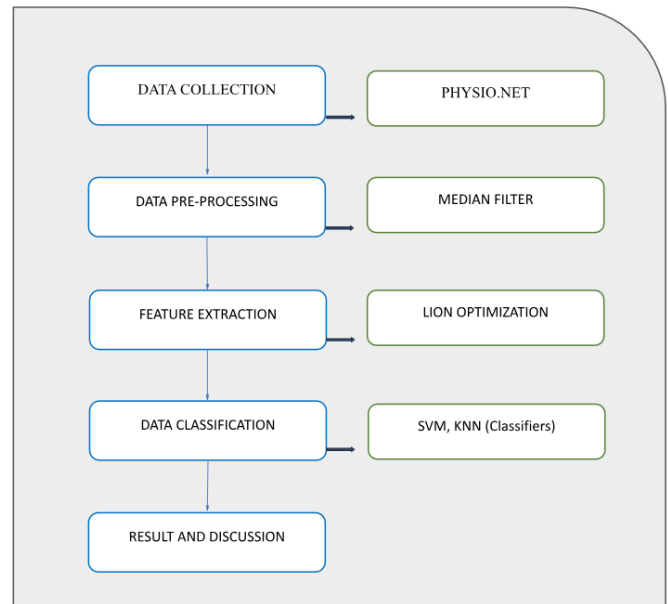 DATA COLLECTION
PHYSIO.NET
DATA PRE-PROCESSING
MEDIAN FILTER
FEATURE EXTRACTION
LION OPTIMIZATION
DATA CLASSIFICATION
SVM, KNN (Classifiers)
RESULT AND DISCUSSION